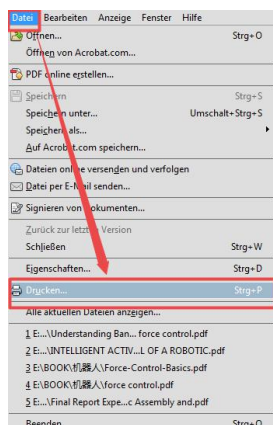 Datei Bearbeiten Anzeige Fenster Hilfe
Öffnen... Strg+O
Öffnen von Acrobat.com...
PDF online erstellen...
Speichern Strg+S
Speichern unter... Umschalt+Strg+S
Speichern als...
Auf Acrobat.com speichern...
Dateien online versenden und verfolgen
Datei per E-Mail senden...
Signieren von Dokumenten...
Zurück zur letzten Version
Schließen Strg+W
Eigenschaften... Strg+D
Drucken... Strg+P
Alle aktuellen Dateien anzeigen...
1 E:...\Understanding Ban... force control.pdf
2 E:...\INTELLIGENT ACTIV...L OF A ROBOTIC.pdf
3 E:\BOOK\机器人\Force-Control-Basics.pdf
4 E:\BOOK\机器人\force control.pdf
5 E:...\Final Report Expe...c Assembly and.pdf
Beenden Strg+Q